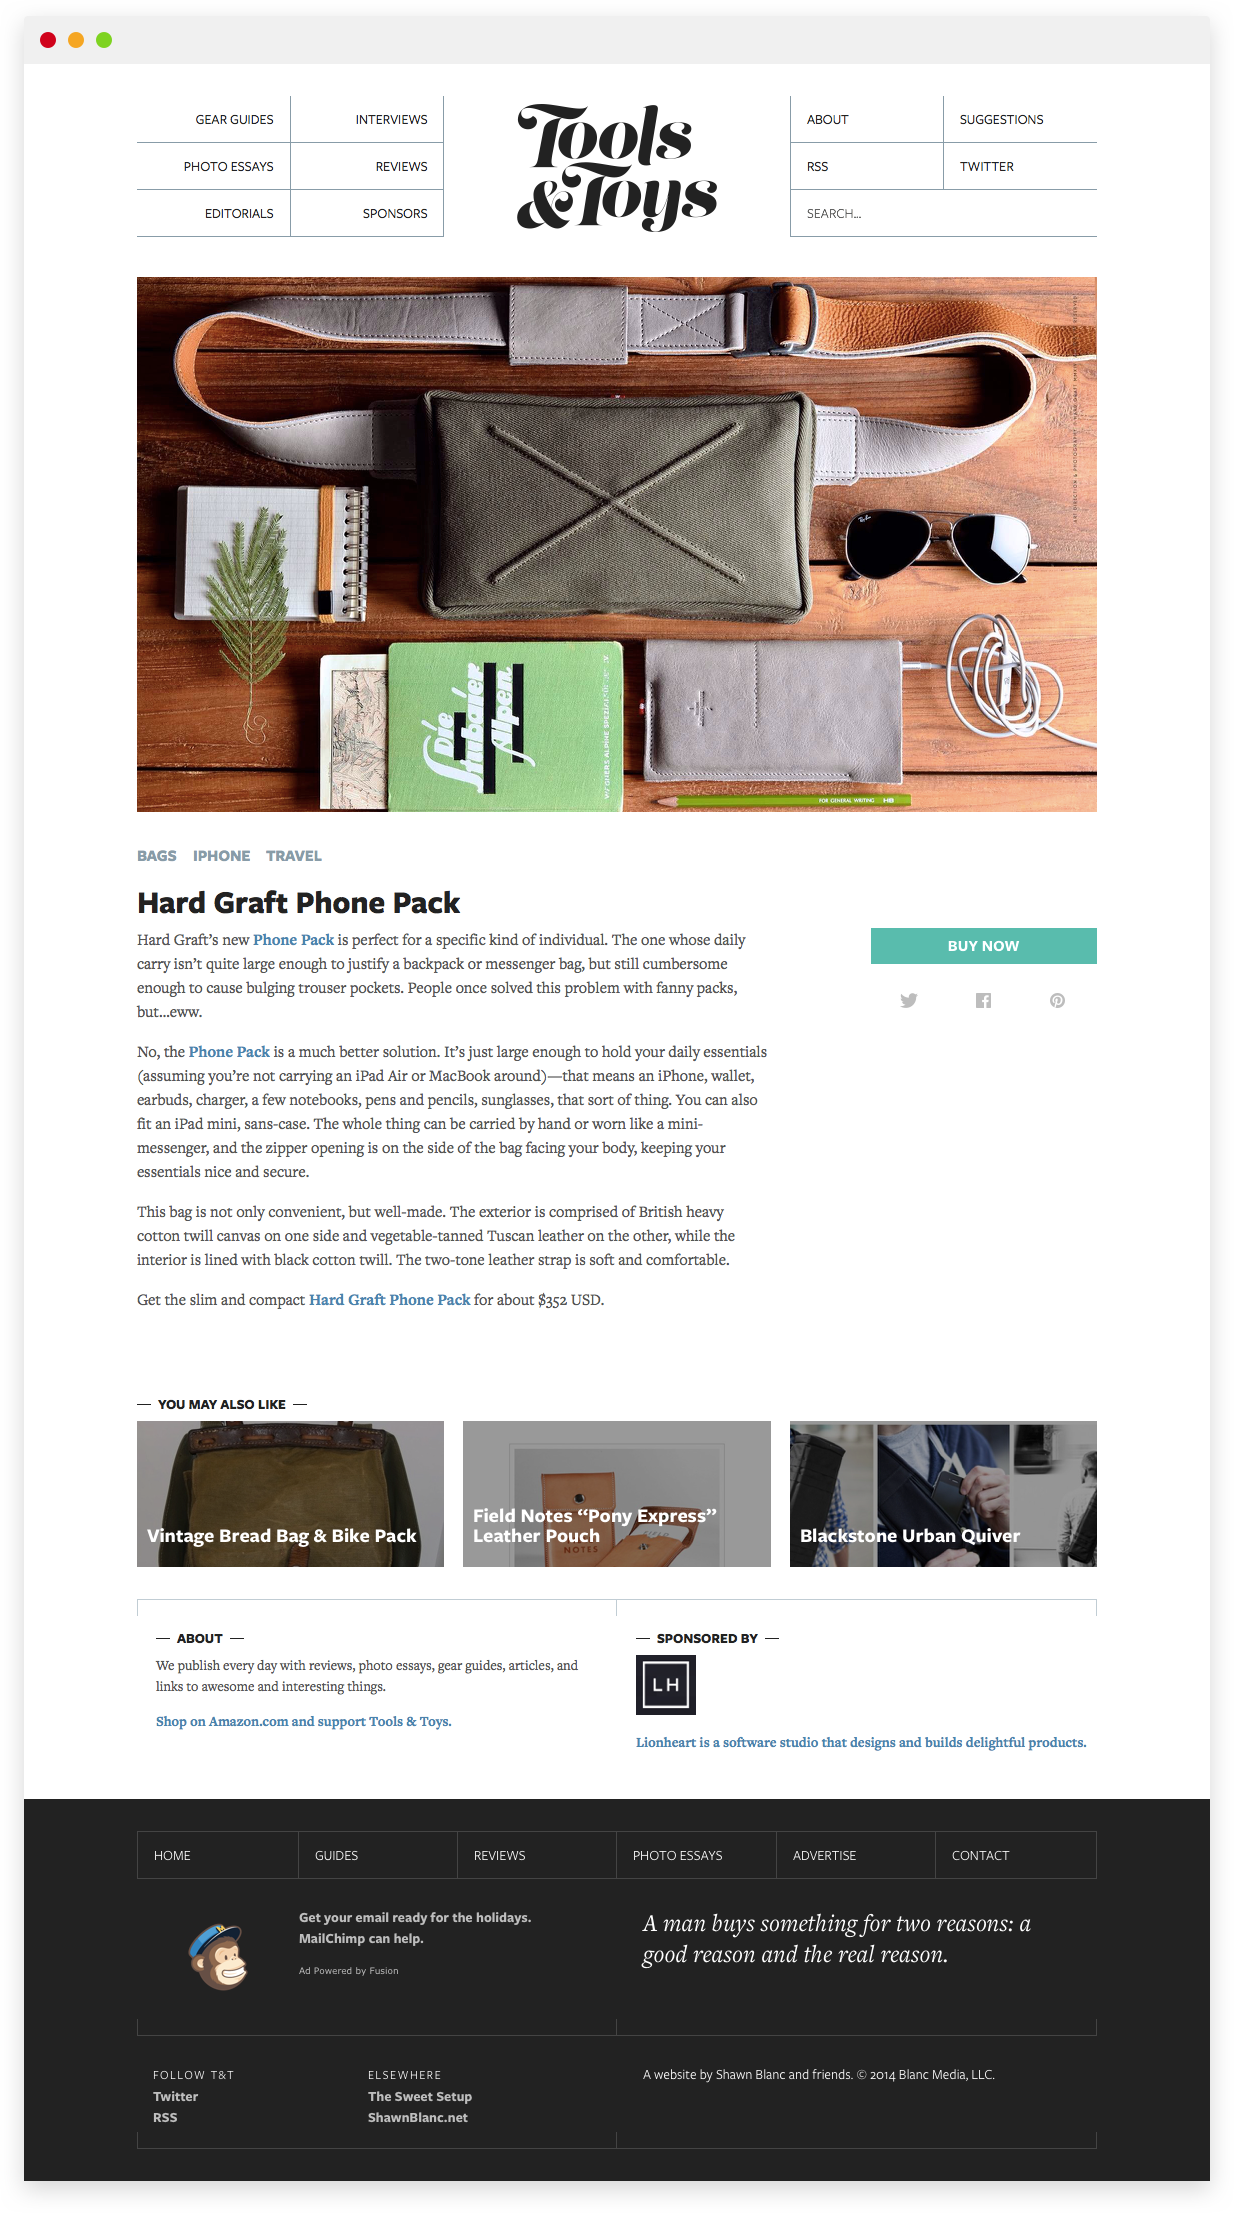 GEAR GUIDES
INTERVIEWS
PHOTO ESSAYS
REVIEWS
EDITORIALS
SPONSORS
Tools
&Toys
ABOUT
SUGGESTIONS
RSS
TWITTER
SEARCH...
Ray-Ban
Die
Alpen
FOR GENERAL WRITING HB
BAGS IPHONE TRAVEL
Hard Graft Phone Pack
Hard Graft’s new Phone Pack is perfect for a specific kind of individual. The one whose daily
carry isn’t quite large enough to justify a backpack or messenger bag, but still cumbersome
enough to cause bulging trouser pockets. People once solved this problem with fanny packs,
but…eww.
No, the Phone Pack is a much better solution. It’s just large enough to hold your daily essentials
(assuming you’re not carrying an iPad Air or MacBook around)—that means an iPhone, wallet,
earbuds, charger, a few notebooks, pens and pencils, sunglasses, that sort of thing. You can also
fit an iPad mini, sans-case. The whole thing can be carried by hand or worn like a mini-
messenger, and the zipper opening is on the side of the bag facing your body, keeping your
essentials nice and secure.
This bag is not only convenient, but well-made. The exterior is comprised of British heavy
cotton twill canvas on one side and vegetable-tanned Tuscan leather on the other, while the
interior is lined with black cotton twill. The two-tone leather strap is soft and comfortable.
Get the slim and compact Hard Graft Phone Pack for about $352 USD.
BUY NOW
YOU MAY ALSO LIKE
Vintage Bread Bag & Bike Pack
Field Notes “Pony Express”
Leather Pouch
NOTES
Blackstone Urban Quiver
ABOUT
We publish every day with reviews, photo essays, gear guides, articles, and
links to awesome and interesting things.
Shop on Amazon.com and support Tools & Toys.
SPONSORED BY
LH
Lionheart is a software studio that designs and builds delightful products.
HOME
GUIDES
REVIEWS
PHOTO ESSAYS
ADVERTISE
CONTACT
Get your email ready for the holidays.
MailChimp can help.
Ad Powered by Fusion
A man buys something for two reasons: a
good reason and the real reason.
FOLLOW T&T
Twitter
RSS
ELSEWHERE
The Sweet Setup
ShawnBlanc.net
A website by Shawn Blanc and friends. © 2014 Blanc Media, LLC.